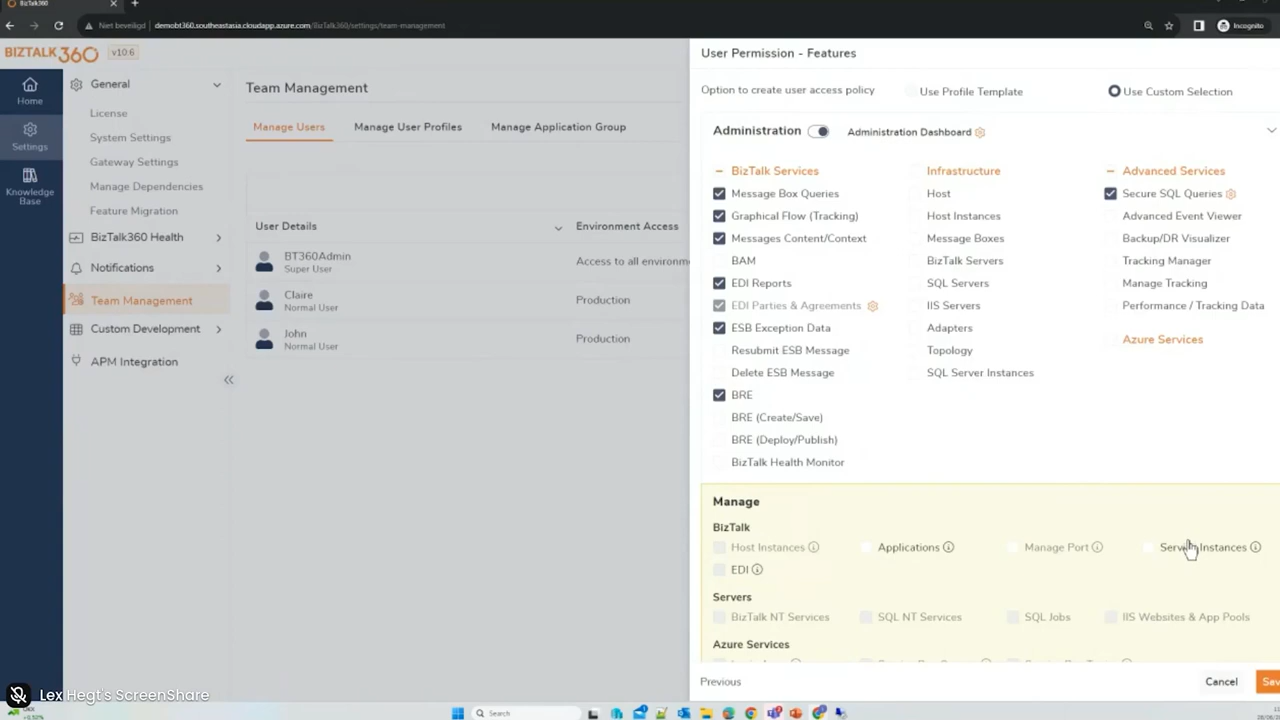 BizTalk360
Niet beveiligd
demobt360.southeastasia.cloudapp.azure.com/BizTalk360/settings/team-management
Incognito
BIZTALK360
v10.6
Home
Settings
Knowledge
Base
General
License
System Settings
Gateway Settings
Manage Dependencies
Feature Migration
BizTalk360 Health
Notifications
Team Management
Custom Development
APM Integration
Team Management
Manage Users
Manage User Profiles
Manage Application Group
User Details
Environment Access
BT360Admin
Super User
Access to all environme
Claire
Normal User
Production
John
Normal User
Production
User Permission - Features
Option to create user access policy
Use Profile Template
Use Custom Selection
Administration
Administration Dashboard
BizTalk Services
Message Box Queries
Graphical Flow (Tracking)
Messages Content/Context
BAM
EDI Reports
EDI Parties & Agreements
ESB Exception Data
Resubmit ESB Message
Delete ESB Message
BRE
BRE (Create/Save)
BRE (Deploy/Publish)
BizTalk Health Monitor
Infrastructure
Host
Host Instances
Message Boxes
BizTalk Servers
SQL Servers
IIS Servers
Adapters
Topology
SQL Server Instances
Advanced Services
Secure SQL Queries
Advanced Event Viewer
Backup/DR Visualizer
Tracking Manager
Manage Tracking
Performance / Tracking Data
Azure Services
Manage
BizTalk
Host Instances
Applications
Manage Port
Instances
EDI
Servers
BizTalk NT Services
SQL NT Services
SQL Jobs
IIS Websites & App Pools
Azure Services
Previous
Cancel
Sav
Lex Hegt's ScreenShare
Search